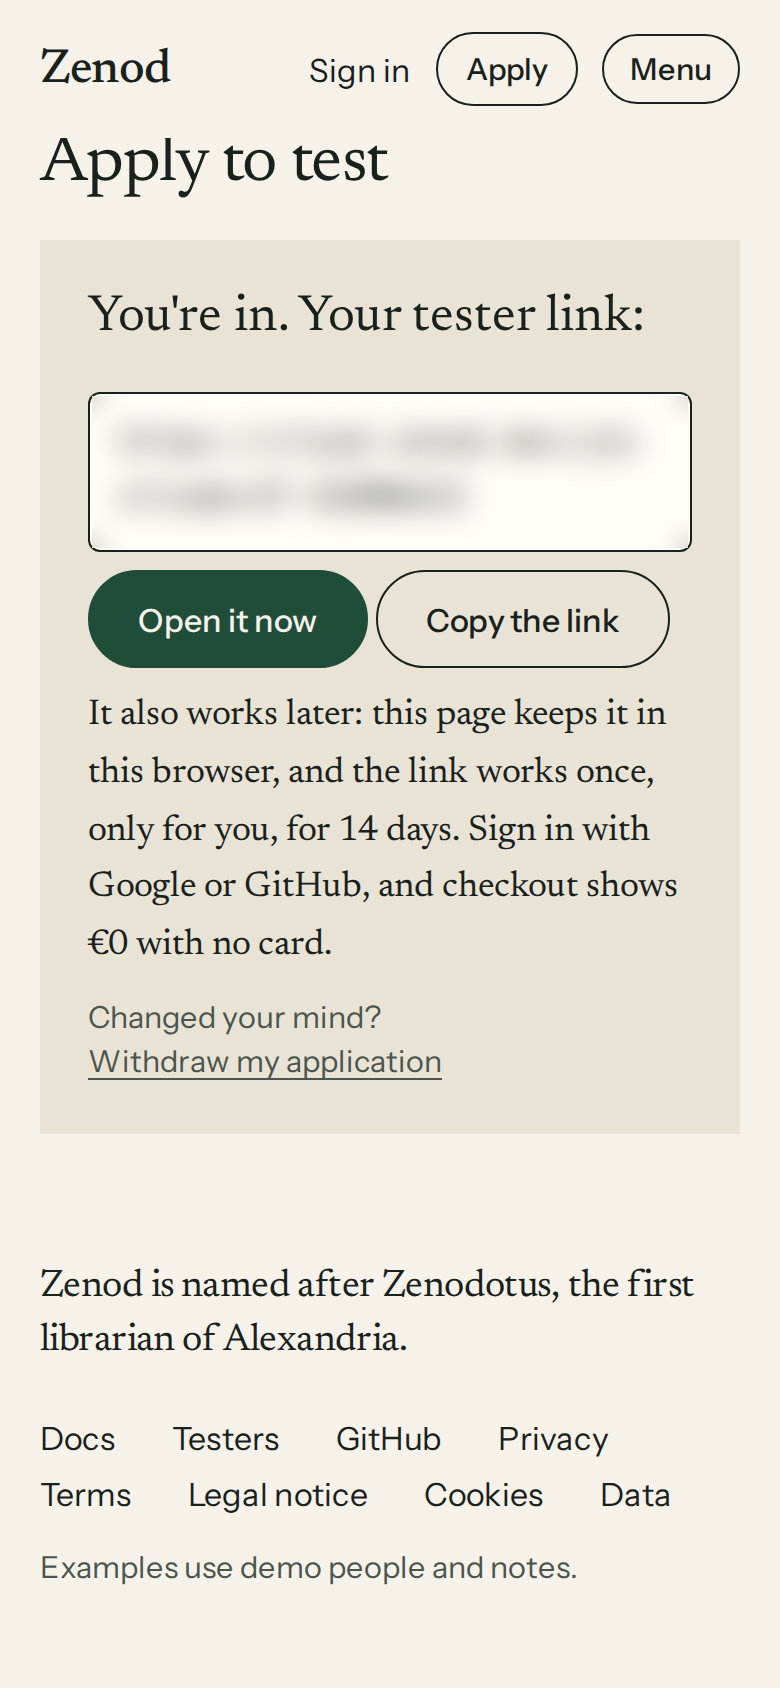 Zenod
Sign in
Apply
Menu
Apply to test
You're in. Your tester link:
Open it now
Copy the link
It also works later: this page keeps it in
this browser, and the link works once,
only for you, for 14 days. Sign in with
Google or GitHub, and checkout shows
€0 with no card.
Changed your mind?
Withdraw my application
Zenod is named after Zenodotus, the first
librarian of Alexandria.
Docs
Testers
GitHub
Privacy
Terms
Legal notice
Cookies
Data
Examples use demo people and notes.